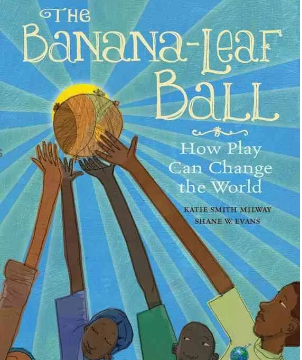 THE
BANANA-LEAF
BALL
How Play
Can Change
the World
KATIE SMITH MILWAY
SHANE W. EVANS